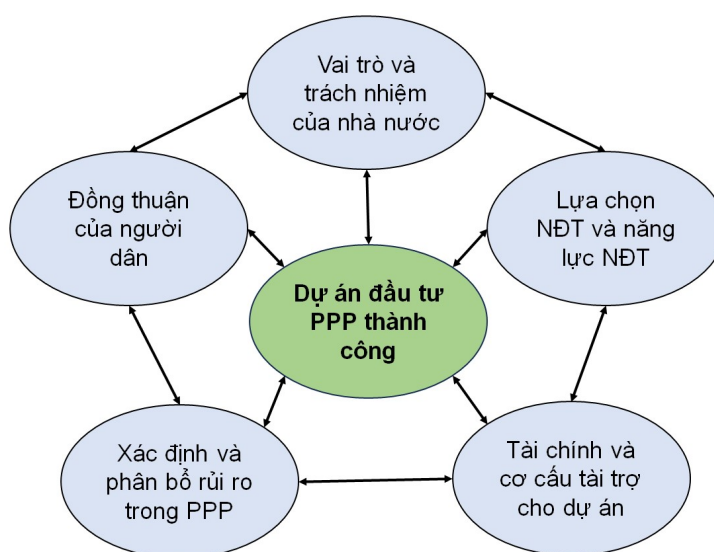 Vai trò và
trách nhiệm
của nhà nước
Đồng thuận
của người
dân
Lựa chọn
NĐT và năng
lực NĐT
Dự án đầu tư
PPP thành
công
Xác định và
phân bổ rủi ro
trong PPP
Tài chính và
cơ cấu tài trợ
cho dự án